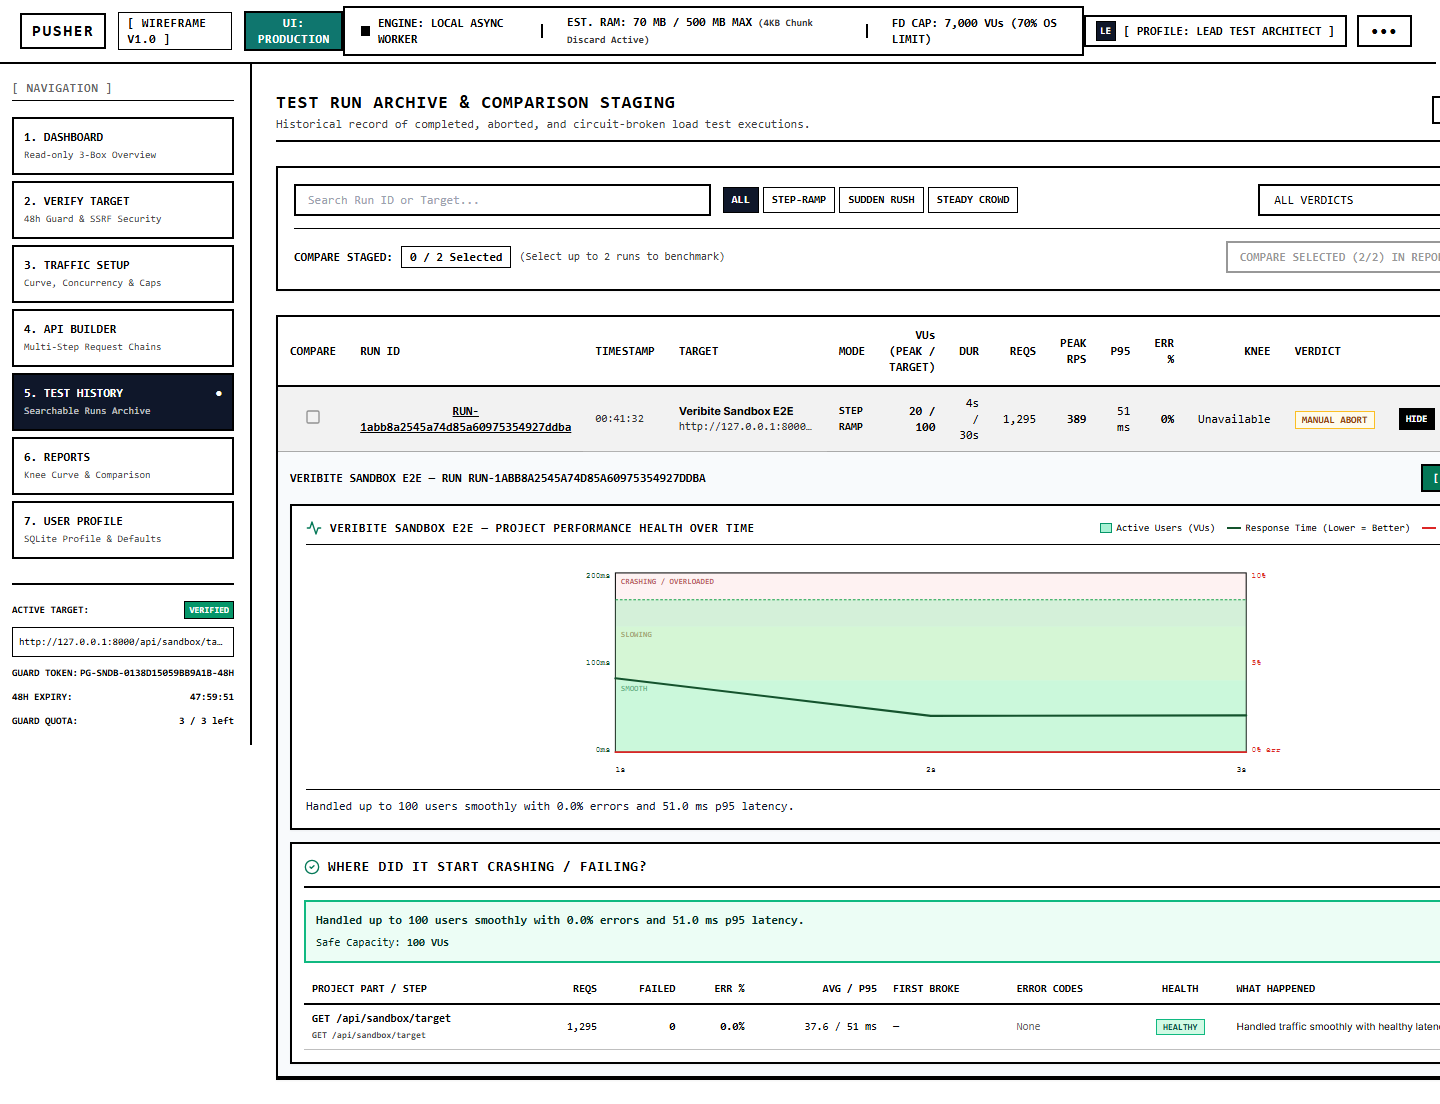 PUSHER
[ WIREFRAME V1.0 ]
UI: PRODUCTION
ENGINE: LOCAL ASYNC WORKER
EST. RAM: 70 MB / 500 MB MAX (4KB Chunk Discard Active)
FD CAP: 7,000 VUs (70% OS LIMIT)
LE [ PROFILE: LEAD TEST ARCHITECT ]
•••
[ NAVIGATION ]
1. DASHBOARD
Read-only 3-Box Overview
2. VERIFY TARGET
48h Guard & SSRF Security
3. TRAFFIC SETUP
Curve, Concurrency & Caps
4. API BUILDER
Multi-Step Request Chains
5. TEST HISTORY
Searchable Runs Archive
6. REPORTS
Knee Curve & Comparison
7. USER PROFILE
SQLite Profile & Defaults
ACTIVE TARGET: VERIFIED
http://127.0.0.1:8000/api/sandbox/ta…
GUARD TOKEN: PG-SNDB-0138D15059BB9A1B-48H
48H EXPIRY: 47:59:51
GUARD QUOTA: 3 / 3 left
TEST RUN ARCHIVE & COMPARISON STAGING
Historical record of completed, aborted, and circuit-broken load test executions.
Search Run ID or Target...
ALL
STEP-RAMP
SUDDEN RUSH
STEADY CROWD
ALL VERDICTS
COMPARE STAGED: 0 / 2 Selected (Select up to 2 runs to benchmark)
COMPARE SELECTED (2/2) IN REPO
COMPARE RUN ID TIMESTAMP TARGET MODE VUs (PEAK / TARGET) DUR REQS PEAK RPS P95 ERR % KNEE VERDICT
RUN-1abb8a2545a74d85a60975354927ddba 00:41:32 Veribite Sandbox E2E http://127.0.0.1:8000… STEP RAMP 20 / 100 4s / 30s 1,295 389 51 ms 0% Unavailable MANUAL ABORT HIDE
VERIBITE SANDBOX E2E — RUN RUN-1ABB8A2545A74D85A60975354927DDBA
[
VERIBITE SANDBOX E2E — PROJECT PERFORMANCE HEALTH OVER TIME
Active Users (VUs)
Response Time (Lower = Better)
200ms
CRASHING / OVERLOADED
10%
SLOWING
100ms
5%
SMOOTH
0ms
0% err
1s
2s
3s
Handled up to 100 users smoothly with 0.0% errors and 51.0 ms p95 latency.
WHERE DID IT START CRASHING / FAILING?
Handled up to 100 users smoothly with 0.0% errors and 51.0 ms p95 latency.
Safe Capacity: 100 VUs
PROJECT PART / STEP REQS FAILED ERR % AVG / P95 FIRST BROKE ERROR CODES HEALTH WHAT HAPPENED
GET /api/sandbox/target 1,295 0 0.0% 37.6 / 51 ms — None HEALTHY Handled traffic smoothly with healthy laten
GET /api/sandbox/target